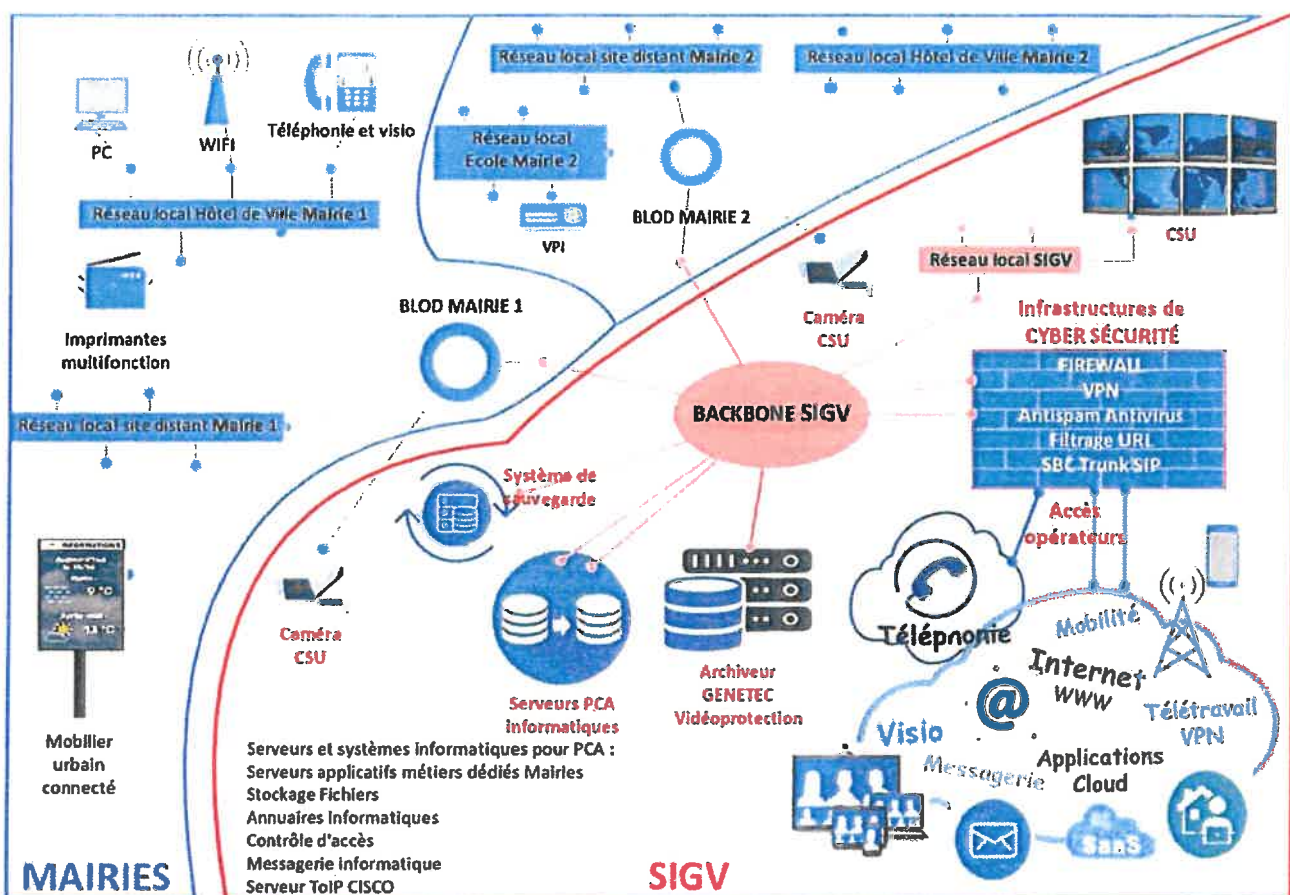 Réseau local site distant Mairie 2
Réseau local Hôtel de Ville Mairie 2
PC
WIFI
Téléphonie et visio
Réseau local
Ecole Mairie 2
VPI
Réseau local Hôtel de Ville Mairie 1
BLOD MAIRIE 2
CSU
Réseau local SIGV
Imprimantes
multifonction
BLOD MAIRIE 1
Caméra
CSU
Infrastructures de
CYBER SÉCURITÉ
FIREWALL
VPN
Antispam Antivirus
Filtrage URL
SBC Trunk SIP
BACKBONE SIGV
Réseau local site distant Mairie 1
Système de
sauvegarde
Accès
opérateurs
INFORMATIONS
9 °C
13 °C
Mobilier
urbain
connecté
Caméra
CSU
Serveurs PCA
informatiques
Archiveur
GENETEC
Vidéoprotection
Téléphonie
Mobilité
Internet
WWW
@
Télétravail
VPN
Visio
Messagerie
Applications
Cloud
SaaS
Serveurs et systèmes informatiques pour PCA :
Serveurs applicatifs métiers dédiés Mairies
Stockage Fichiers
Annuaires Informatiques
Contrôle d'accès
Messagerie informatique
Serveur ToIP CISCO
MAIRIES
SIGV